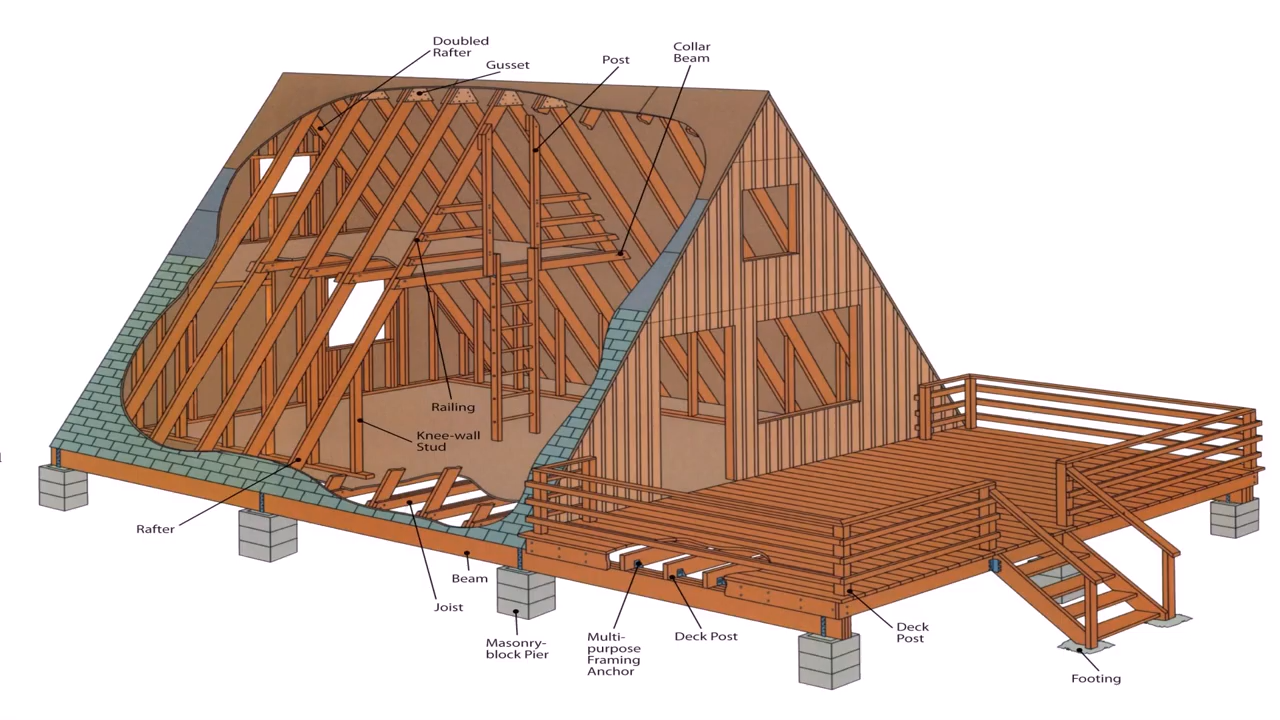 Doubled
Rafter
Gusset
Post
Collar
Beam
Railing
Knee-wall
Stud
Rafter
Beam
Joist
Masonry-
block Pier
Multi-
purpose
Framing
Anchor
Deck Post
Deck
Post
Footing